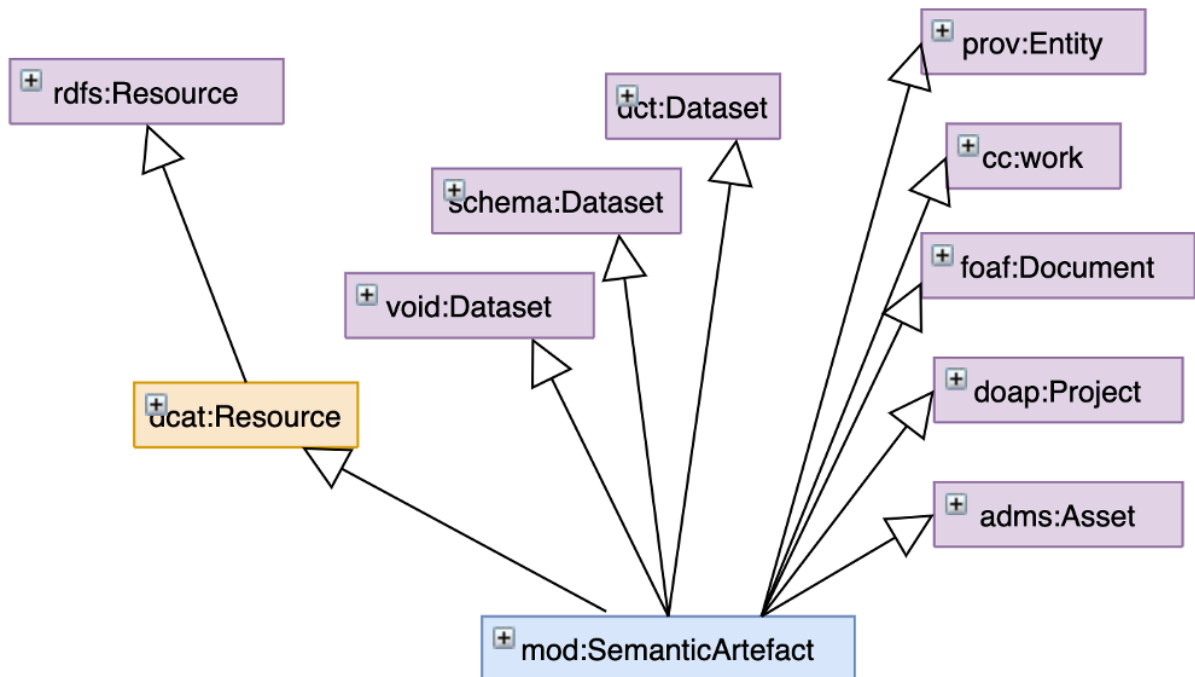 prov:Entity
rdfs:Resource
dct:Dataset
cc:work
schema:Dataset
foaf:Document
void:Dataset
doap:Project
dcat:Resource
adms:Asset
mod:SemanticArtefact